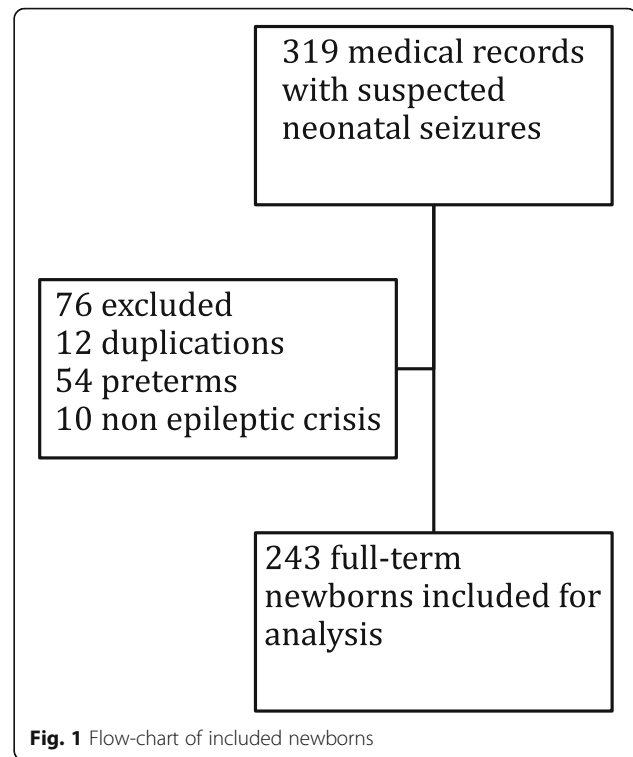 319 medical records
with suspected
neonatal seizures
76 excluded
12 duplications
54 preterms
10 non epileptic crisis
243 full-term
newborns included for
analysis
Fig. 1 Flow-chart of included newborns